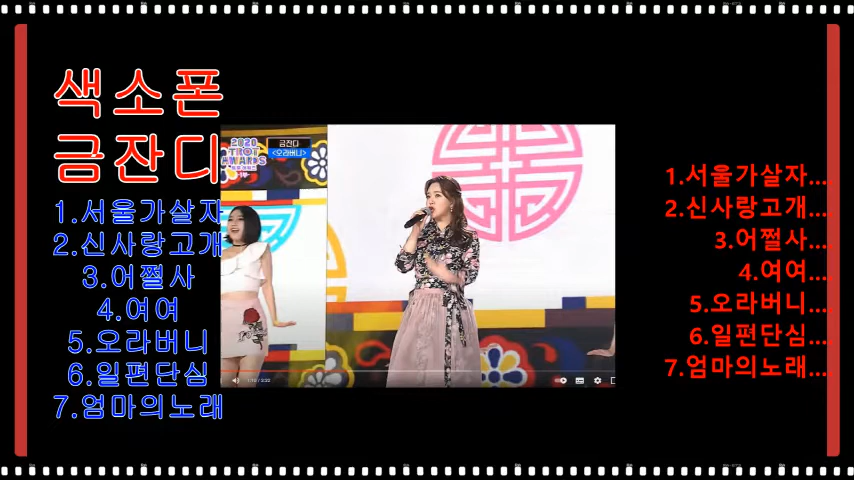 색소폰
금잔디
1.서울가살자
2.신사랑고개
3.어쩔사
4.여여
5.오라버니
6.일편단심
7.엄마의노래
2020
TROT
AWARDS
금잔디
<오라버니>
1.서울가살자...
2.신사랑고개...
3.어쩔사...
4.여여...
5.오라버니...
6.일편단심...
7.엄마의노래...